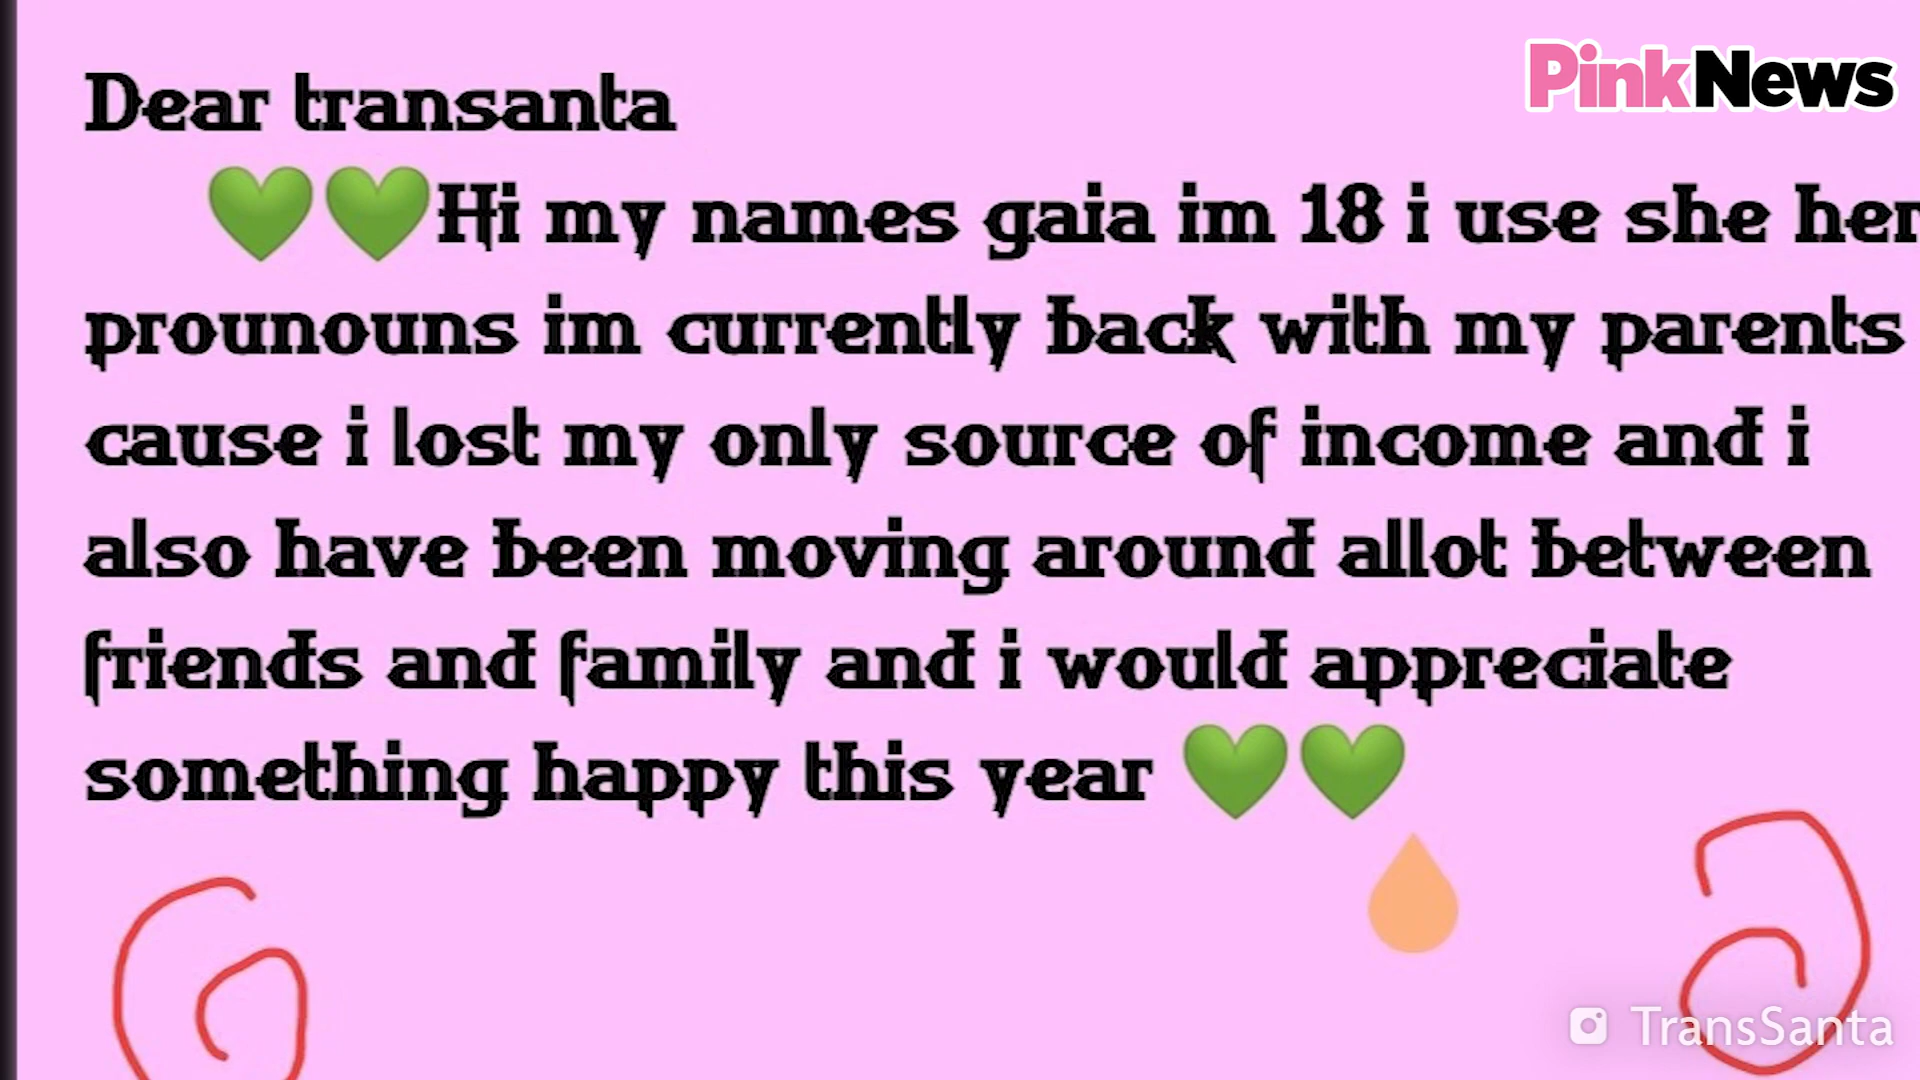 PinkNews
Dear transanta
💚💚Hi my names gaia im 18 i use she her
prounouns im currently back with my parents
cause i lost my only source of income and i
also have been moving around allot between
friends and family and i would appreciate
something happy this year 💚💚
TransSanta